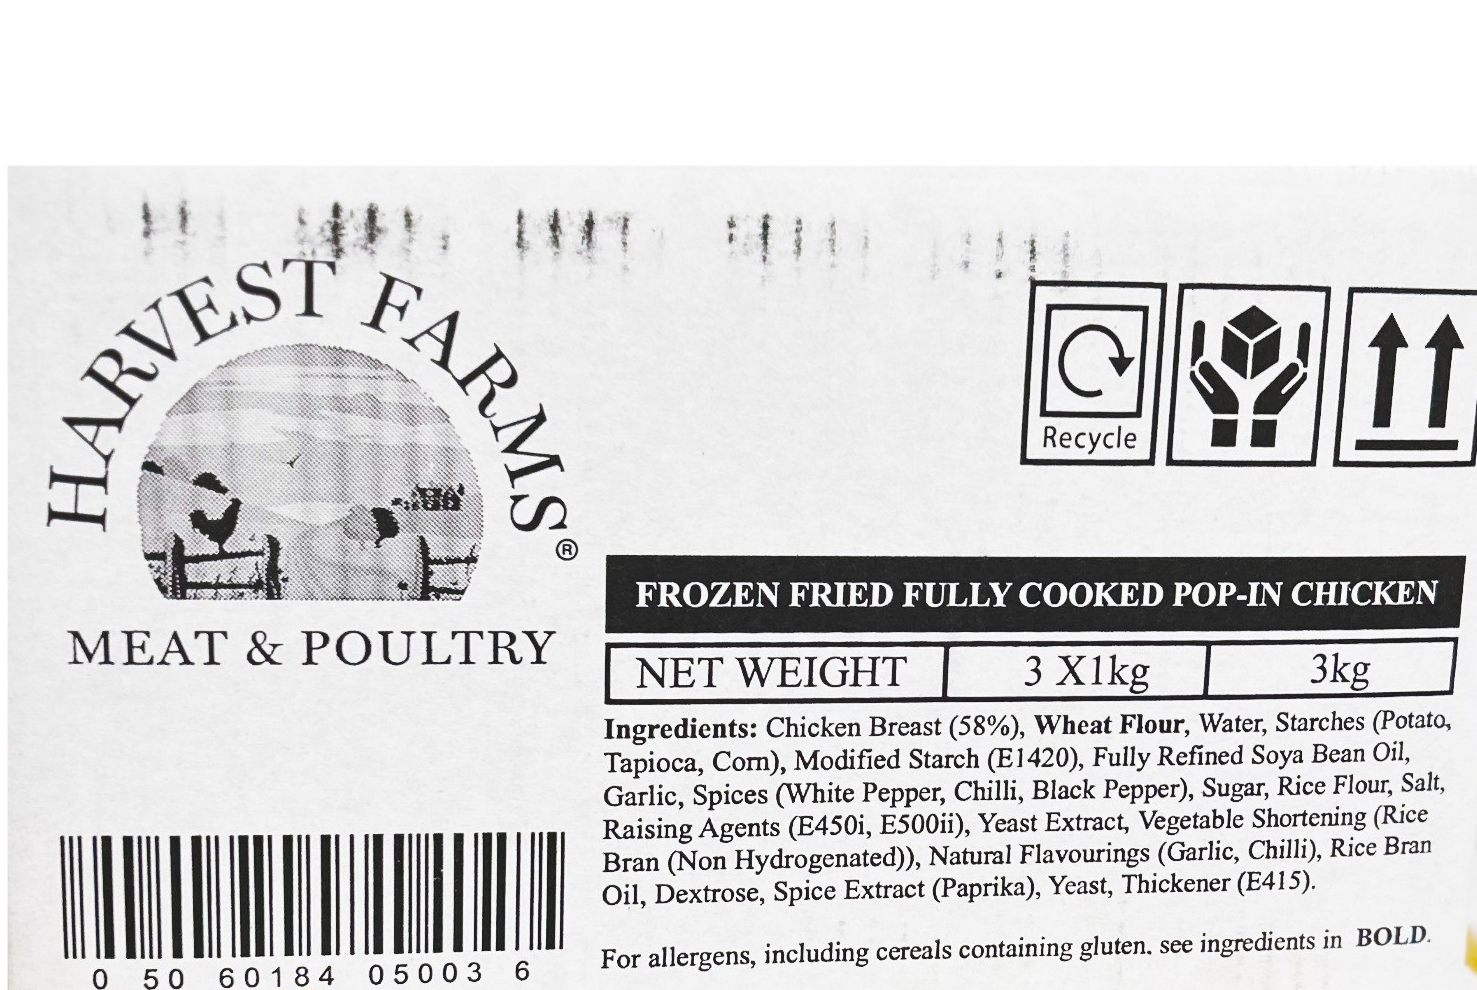 HARVEST FARMS®
MEAT & POULTRY
Recycle
FROZEN FRIED FULLY COOKED POP-IN CHICKEN
NET WEIGHT 3 X1kg 3kg
Ingredients: Chicken Breast (58%), Wheat Flour, Water, Starches (Potato,
Tapioca, Corn), Modified Starch (E1420), Fully Refined Soya Bean Oil,
Garlic, Spices (White Pepper, Chilli, Black Pepper), Sugar, Rice Flour, Salt,
Raising Agents (E450i, E500ii), Yeast Extract, Vegetable Shortening (Rice
Bran (Non Hydrogenated)), Natural Flavourings (Garlic, Chilli), Rice Bran
Oil, Dextrose, Spice Extract (Paprika), Yeast, Thickener (E415).
For allergens, including cereals containing gluten. see ingredients in BOLD.
0 50 60184 05003 6